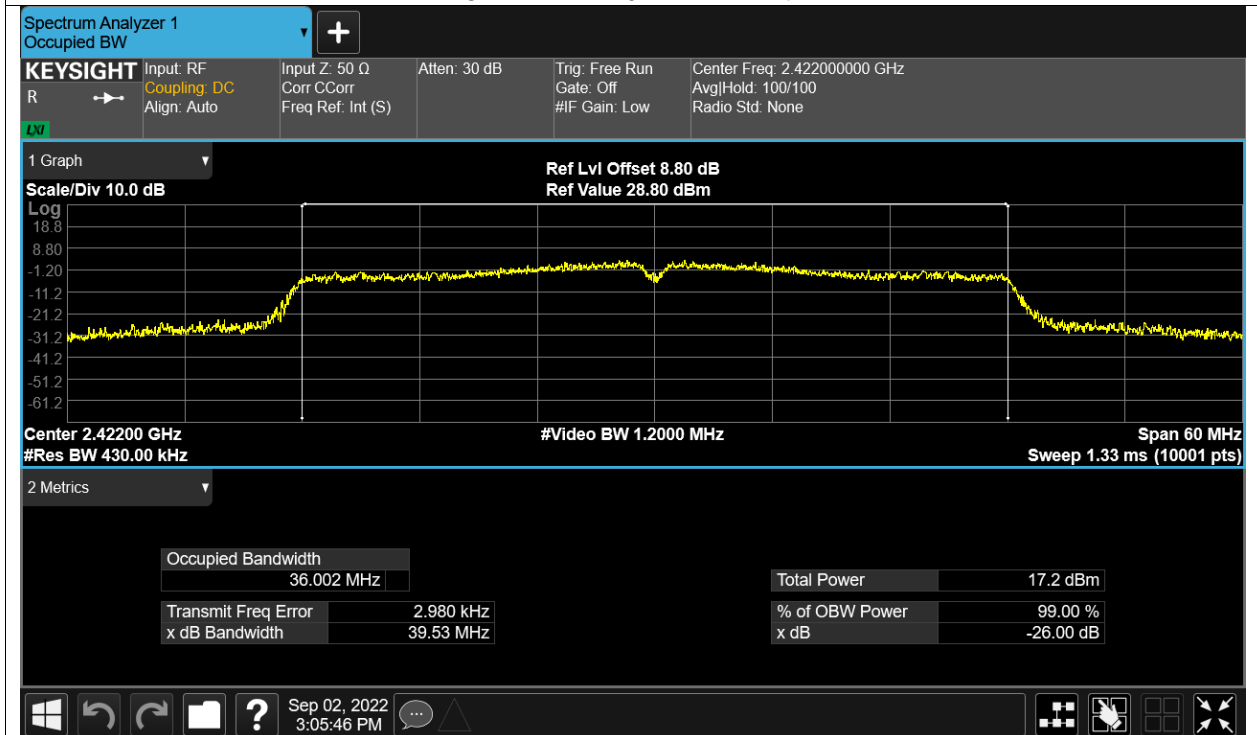 Spectrum Analyzer 1
Occupied BW
+
KEYSIGHT Input: RF Input Z: 50 Ω Atten: 30 dB Trig: Free Run Center Freq: 2.422000000 GHz
R Coupling: DC Corr CCorr Gate: Off Avg|Hold: 100/100
Align: Auto Freq Ref: Int (S) #IF Gain: Low Radio Std: None
LXI
1 Graph Ref Lvl Offset 8.80 dB
Scale/Div 10.0 dB Ref Value 28.80 dBm
Log
18.8
8.80
-1.20
-11.2
-21.2
-31.2
-41.2
-51.2
-61.2
Center 2.42200 GHz #Video BW 1.2000 MHz Span 60 MHz
#Res BW 430.00 kHz Sweep 1.33 ms (10001 pts)
2 Metrics
Occupied Bandwidth
36.002 MHz Total Power 17.2 dBm
Transmit Freq Error 2.980 kHz % of OBW Power 99.00 %
x dB Bandwidth 39.53 MHz x dB -26.00 dB
? Sep 02, 2022
3:05:46 PM